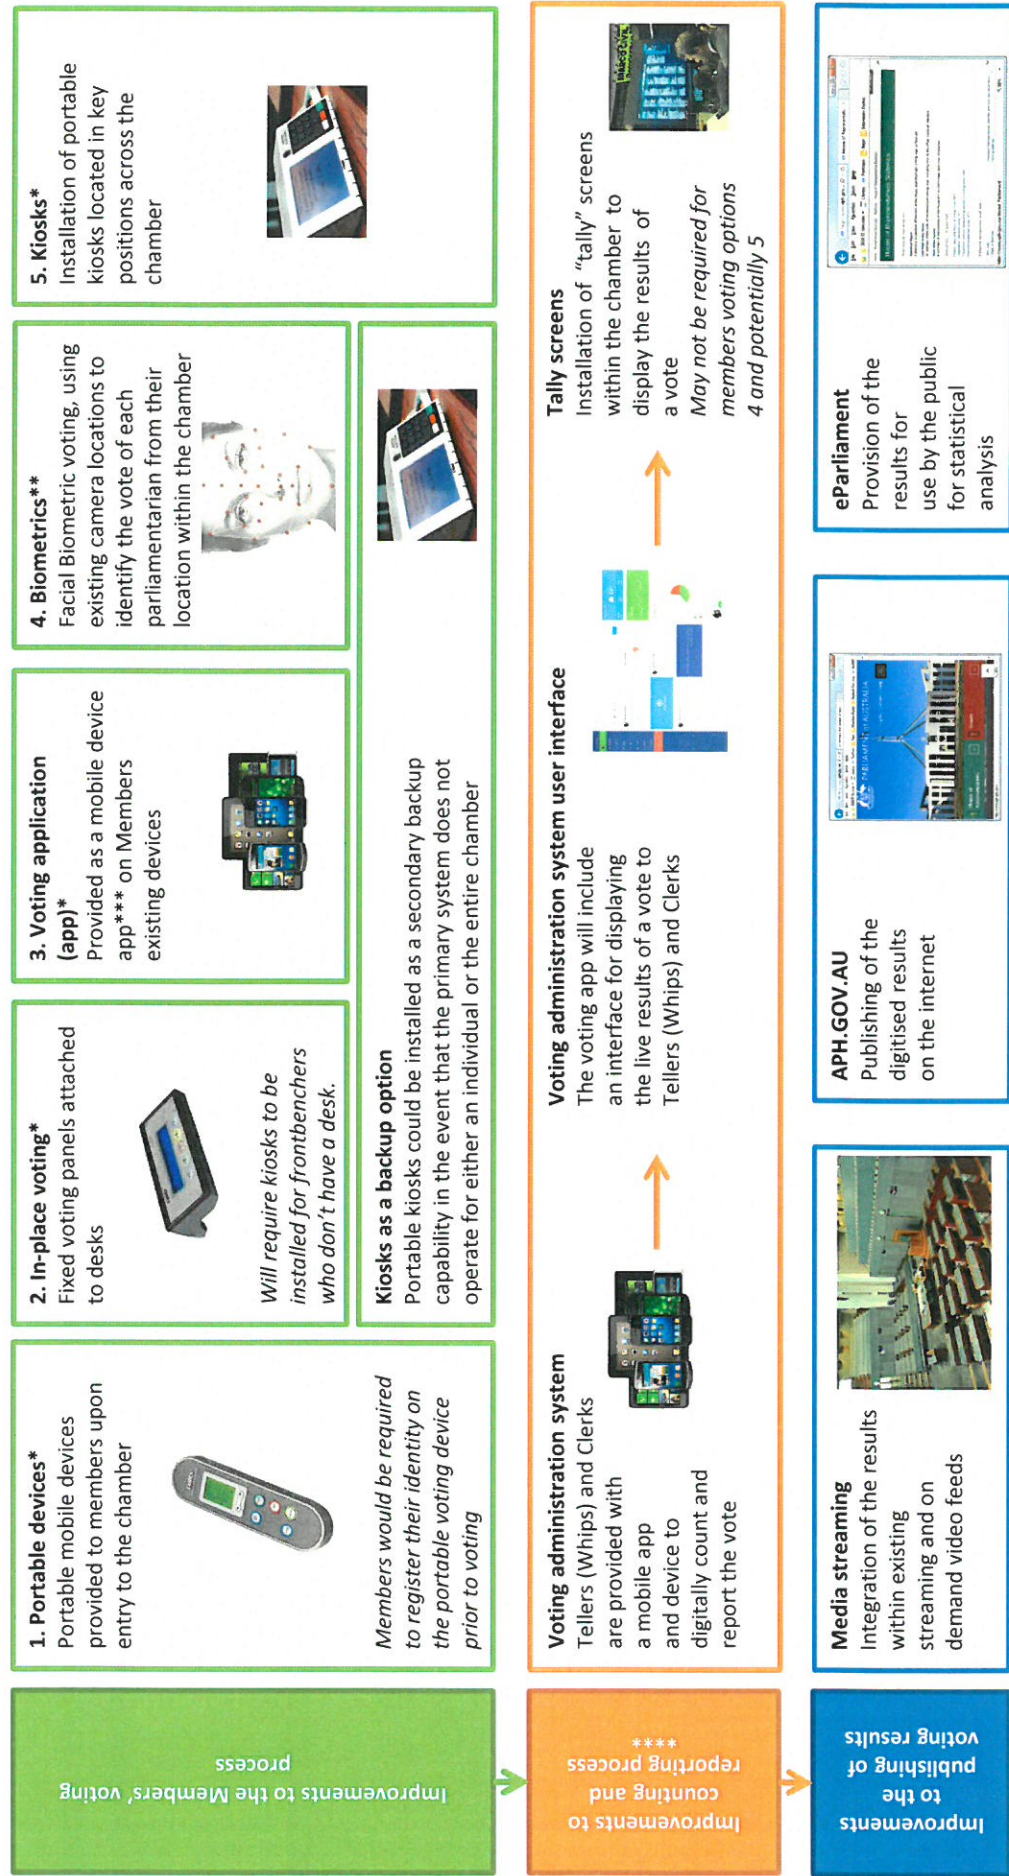 Improvements to the Members' voting
process
1. Portable devices*
Portable mobile devices
provided to members upon
entry to the chamber
Members would be required
to register their identity on
the portable voting device
prior to voting
2. In-place voting*
Fixed voting panels attached
to desks
Will require kiosks to be
installed for frontbenchers
who don't have a desk.
3. Voting application
(app)*
Provided as a mobile device
app*** on Members
existing devices
4. Biometrics**
Facial Biometric voting, using
existing camera locations to
identify the vote of each
parliamentarian from their
location within the chamber
5. Kiosks*
Installation of portable
kiosks located in key
positions across the
chamber
Kiosks as a backup option
Portable kiosks could be installed as a secondary backup
capability in the event that the primary system does not
operate for either an individual or the entire chamber
Improvements to
counting and
reporting process
****
Voting administration system
Tellers (Whips) and Clerks
are provided with
a mobile app
and device to
digitally count and
report the vote
Voting administration system user interface
The voting app will include
an interface for displaying
the live results of a vote to
Tellers (Whips) and Clerks
Tally screens
Installation of "tally" screens
within the chamber to
display the results of
a vote
May not be required for
members voting options
4 and potentially 5
Improvements
to the
publishing of
voting results
Media streaming
Integration of the results
within existing
streaming and on
demand video feeds
APH.GOV.AU
Publishing of the
digitised results
on the internet
PARLIAMENT of AUSTRALIA
eParliament
Provision of the
results for
use by the public
for statistical
analysis